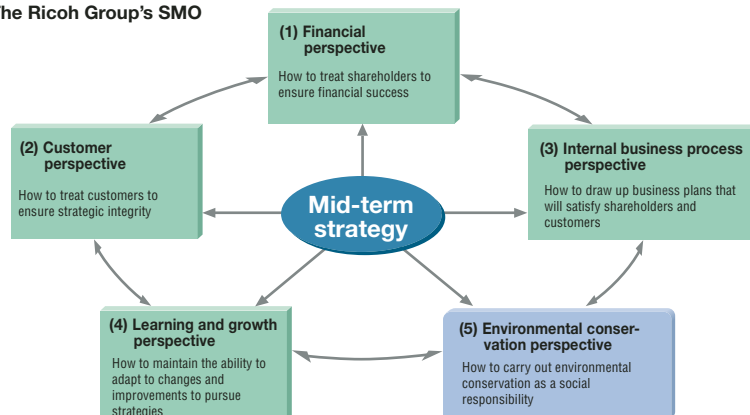 The Ricoh Group's SMO
(1) Financial
perspective
How to treat shareholders to
ensure financial success
(2) Customer
perspective
How to treat customers to
ensure strategic integrity
(3) Internal business process
perspective
How to draw up business plans that
will satisfy shareholders and
customers
Mid-term
strategy
(4) Learning and growth
perspective
How to maintain the ability to
adapt to changes and
improvements to pursue
strategies
(5) Environmental conser-
vation perspective
How to carry out environmental
conservation as a social
responsibility